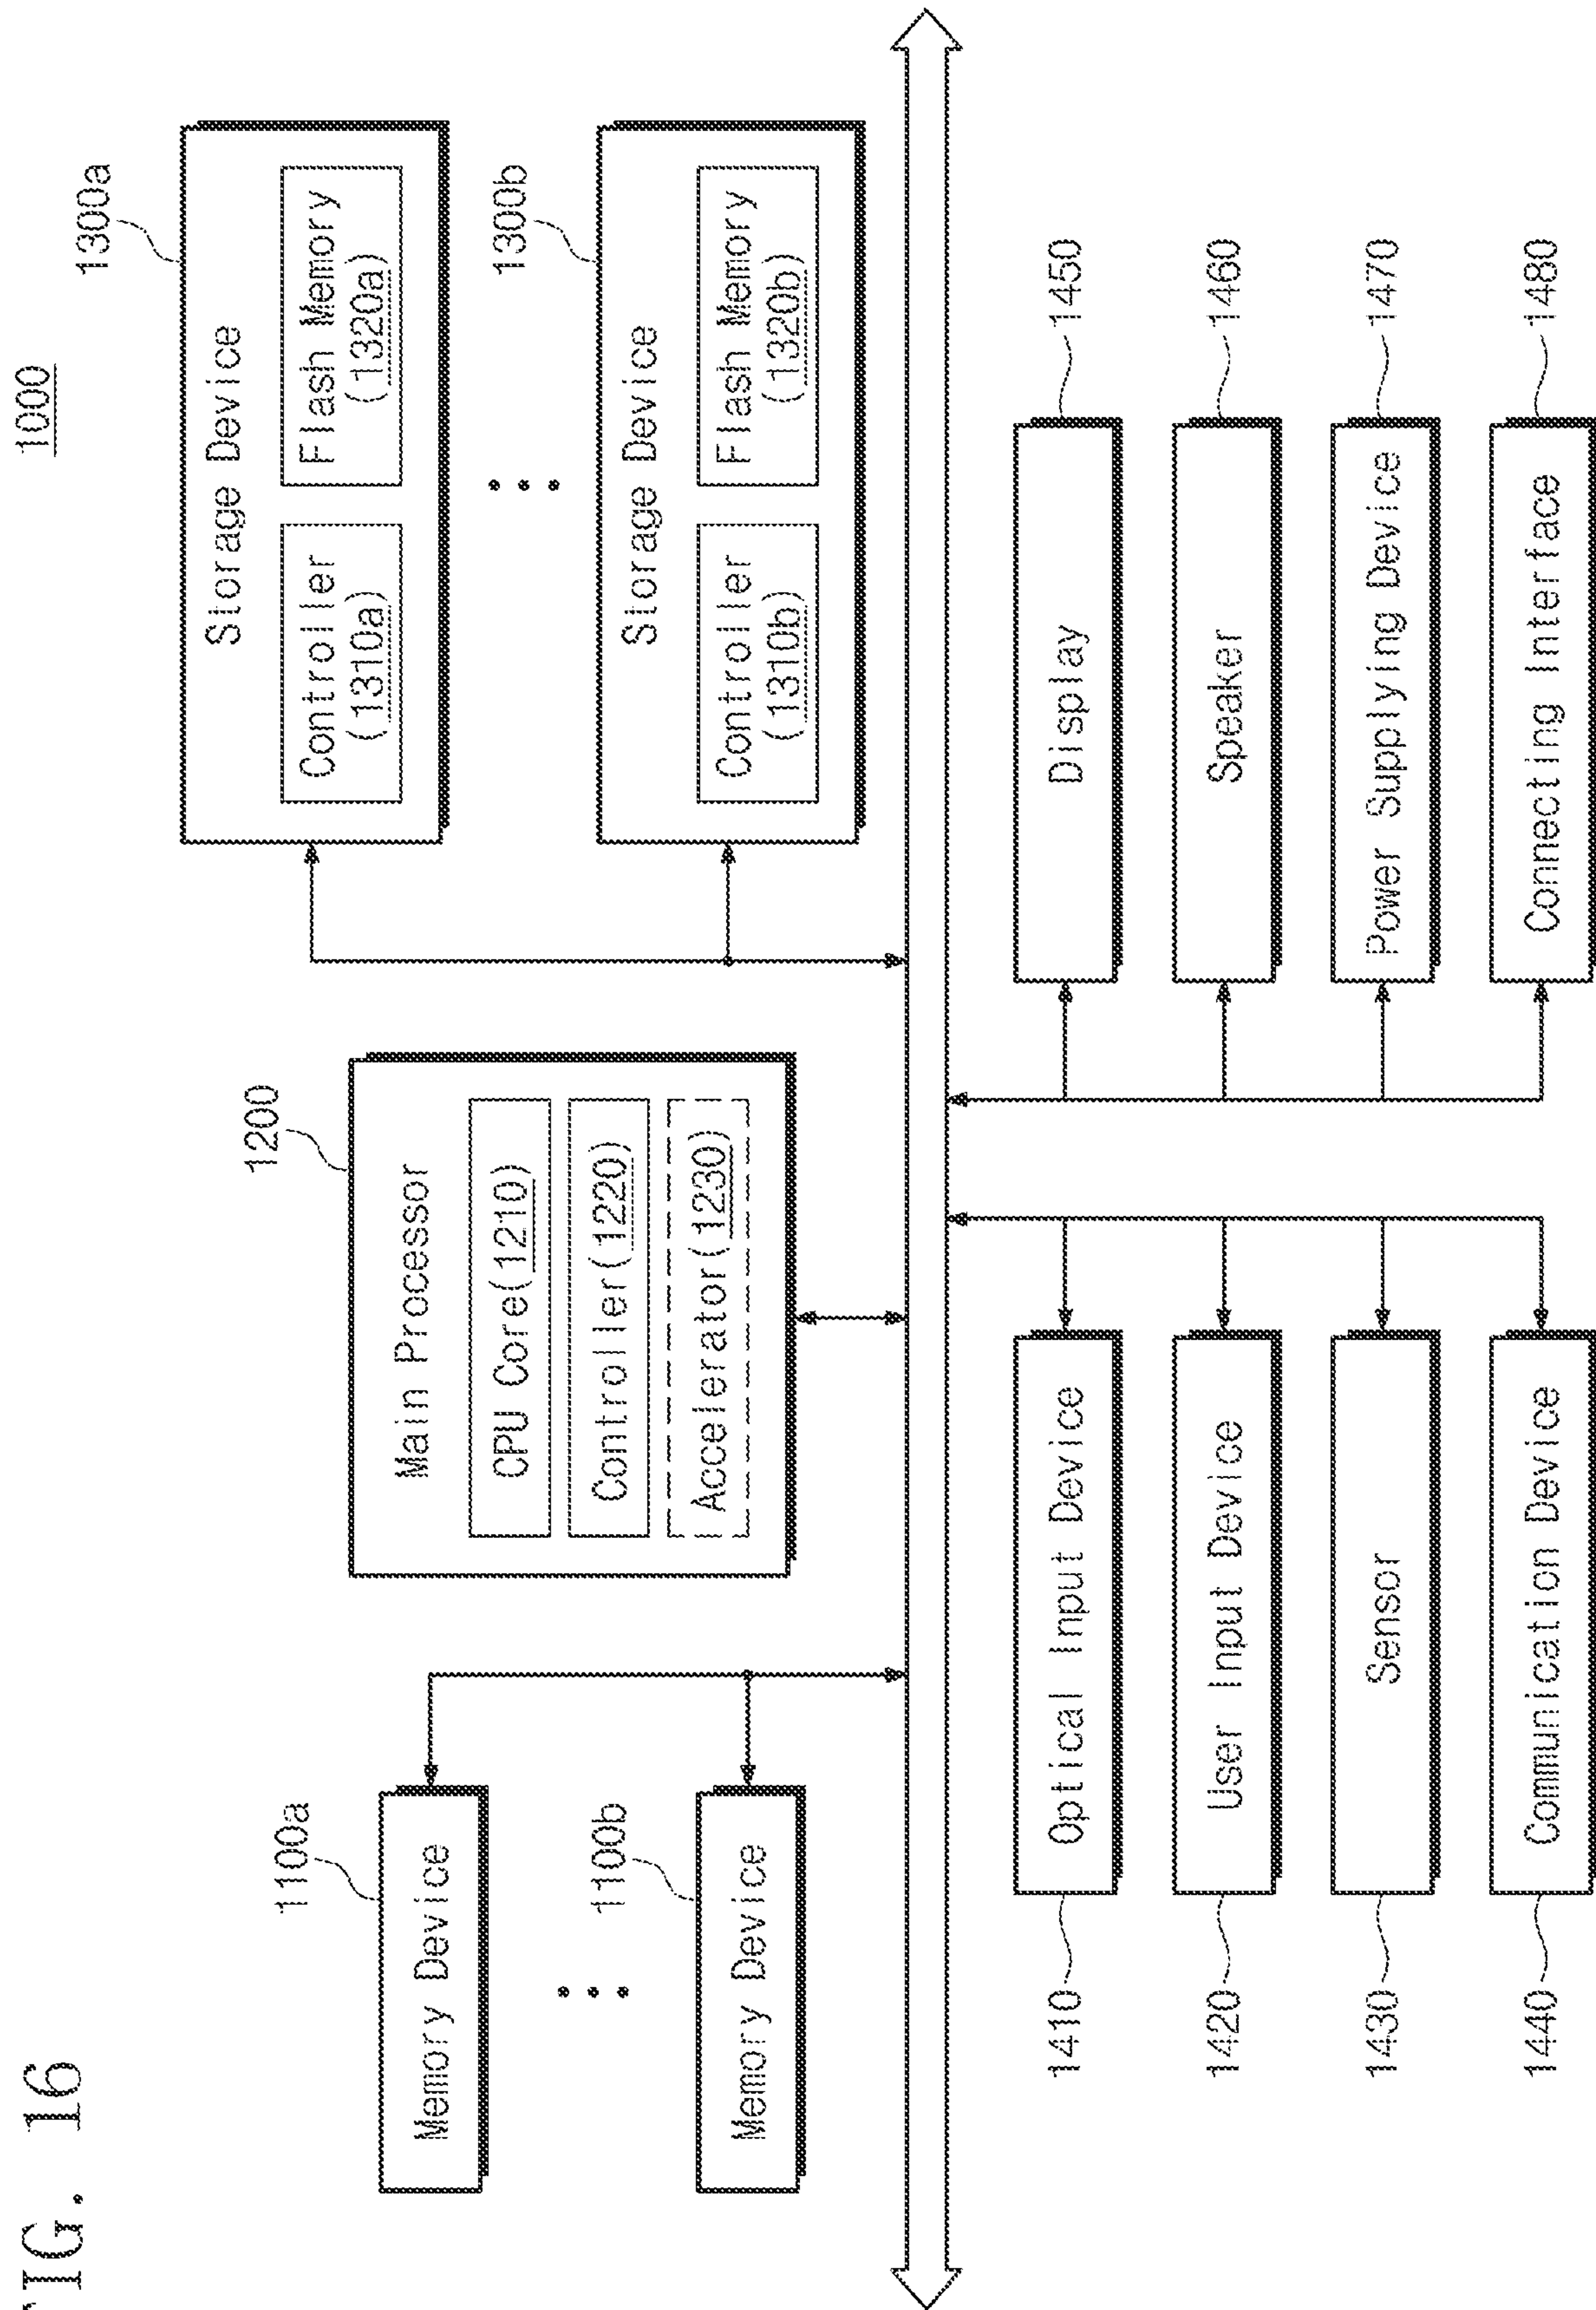 FIG. 16
1000
1100a
Memory Device
1100b
Memory Device
1200
Main Processor
CPU Core(1210)
Controller(1220)
Accelerator(1230)
1300a
Storage Device
Controller
(1310a)
Flash Memory
(1320a)
1300b
Storage Device
Controller
(1310b)
Flash Memory
(1320b)
1410
Optical Input Device
1420
User Input Device
1430
Sensor
1440
Communication Device
Display
1450
Speaker
1460
Power Supplying Device
1470
Connecting Interface
1480